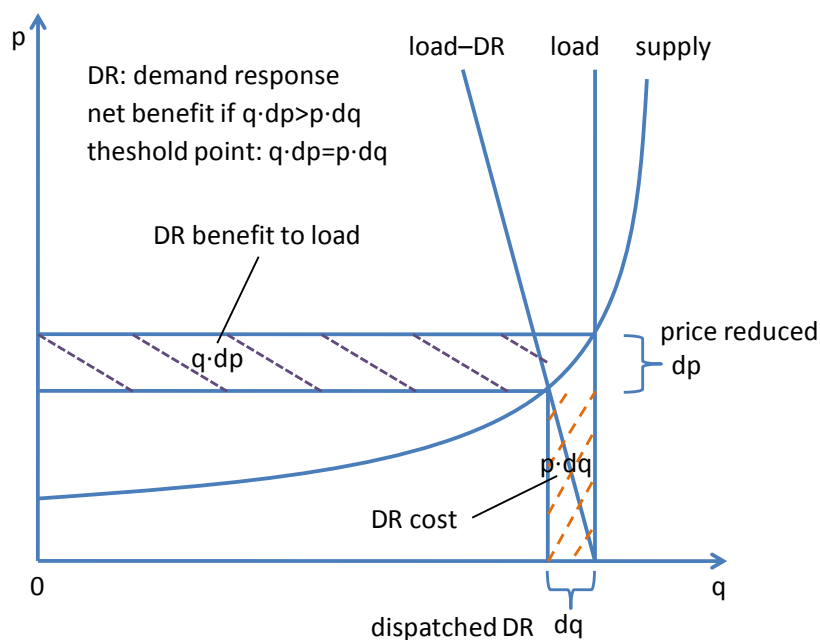 p
load–DR
load
supply
DR: demand response
net benefit if q·dp>p·dq
theshold point: q·dp=p·dq
DR benefit to load
q·dp
price reduced
dp
p·dq
DR cost
0
q
dispatched DR
dq